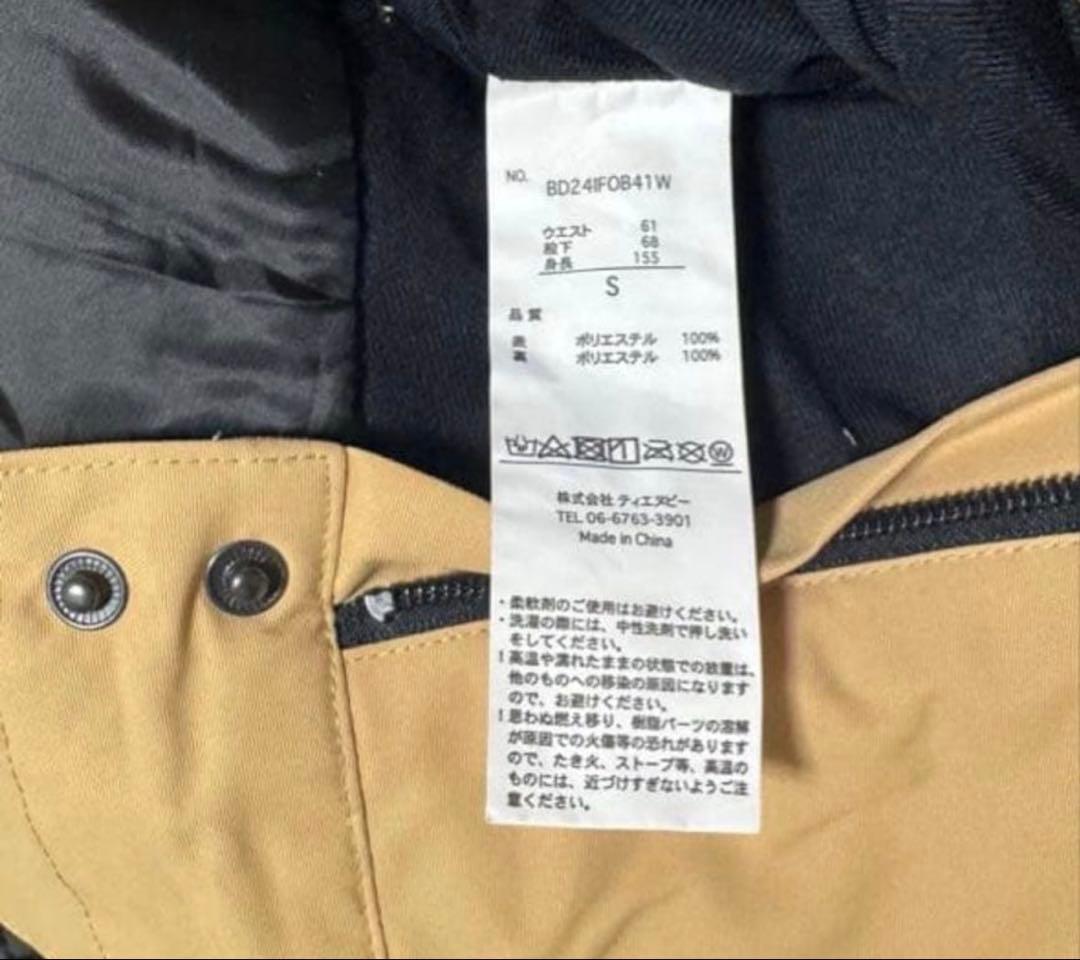 NO. BD24IFOB41W
ウエスト 61
股下 68
身長 155
S
品質
表 ポリエステル 100%
裏 ポリエステル 100%
株式会社 ティエヌピー
TEL 06-6763-3901
Made in China
・柔軟剤のご使用はお避けください。
・洗濯の際には、中性洗剤で押し洗い
をしてください。
！高温や濡れたままの状態での放置は、
他のものへの移染の原因になります
ので、お避けください。
！思わぬ燃え移り、樹脂パーツの溶解
が原因での火傷等の恐れがあります
ので、たき火、ストーブ等、高温の
ものには、近づけすぎないようご注
意ください。